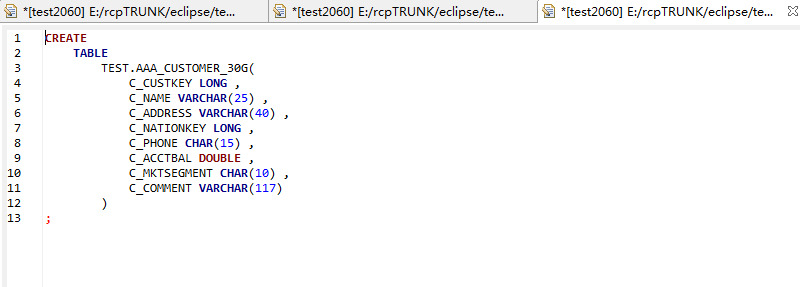 *[test2060] E:/rcpTRUNK/eclipse/te... *[test2060] E:/rcpTRUNK/eclipse/te... *[test2060] E:/rcpTRUNK/eclipse/te...
1 CREATE
2 TABLE
3 TEST.AAA_CUSTOMER_30G(
4 C_CUSTKEY LONG ,
5 C_NAME VARCHAR(25) ,
6 C_ADDRESS VARCHAR(40) ,
7 C_NATIONKEY LONG ,
8 C_PHONE CHAR(15) ,
9 C_ACCTBAL DOUBLE ,
10 C_MKTSEGMENT CHAR(10) ,
11 C_COMMENT VARCHAR(117)
12 )
13 ;